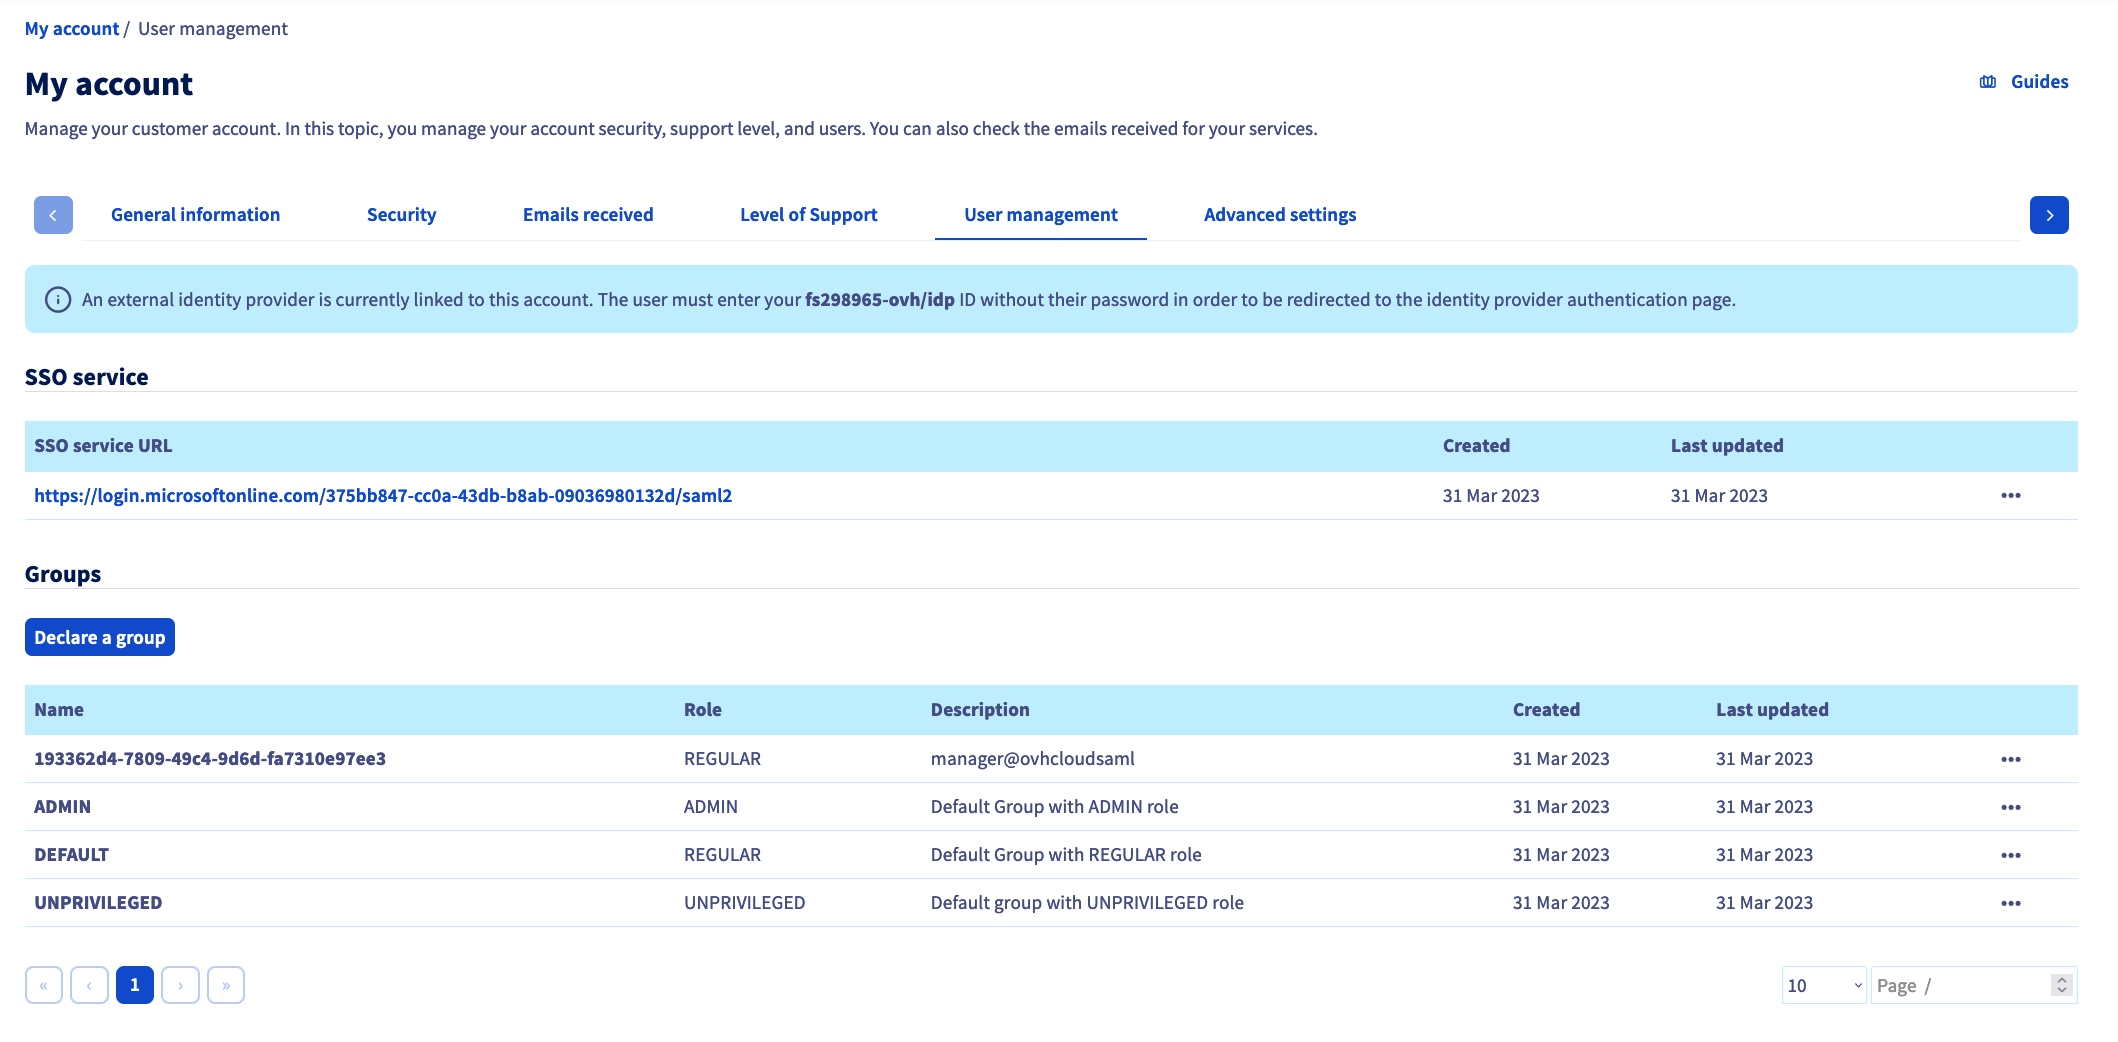 My account / User management
My account
Guides
Manage your customer account. In this topic, you manage your account security, support level, and users. You can also check the emails received for your services.
General information Security Emails received Level of Support User management Advanced settings
An external identity provider is currently linked to this account. The user must enter your fs298965-ovh/idp ID without their password in order to be redirected to the identity provider authentication page.
SSO service
SSO service URL Created Last updated
https://login.microsoftonline.com/375bb847-cc0a-43db-b8ab-09036980132d/saml2 31 Mar 2023 31 Mar 2023 •••
Groups
Declare a group
Name Role Description Created Last updated
193362d4-7809-49c4-9d6d-fa7310e97ee3 REGULAR manager@ovhcloudsaml 31 Mar 2023 31 Mar 2023 •••
ADMIN ADMIN Default Group with ADMIN role 31 Mar 2023 31 Mar 2023 •••
DEFAULT REGULAR Default Group with REGULAR role 31 Mar 2023 31 Mar 2023 •••
UNPRIVILEGED UNPRIVILEGED Default group with UNPRIVILEGED role 31 Mar 2023 31 Mar 2023 •••
« ‹ 1 › » 10 Page /